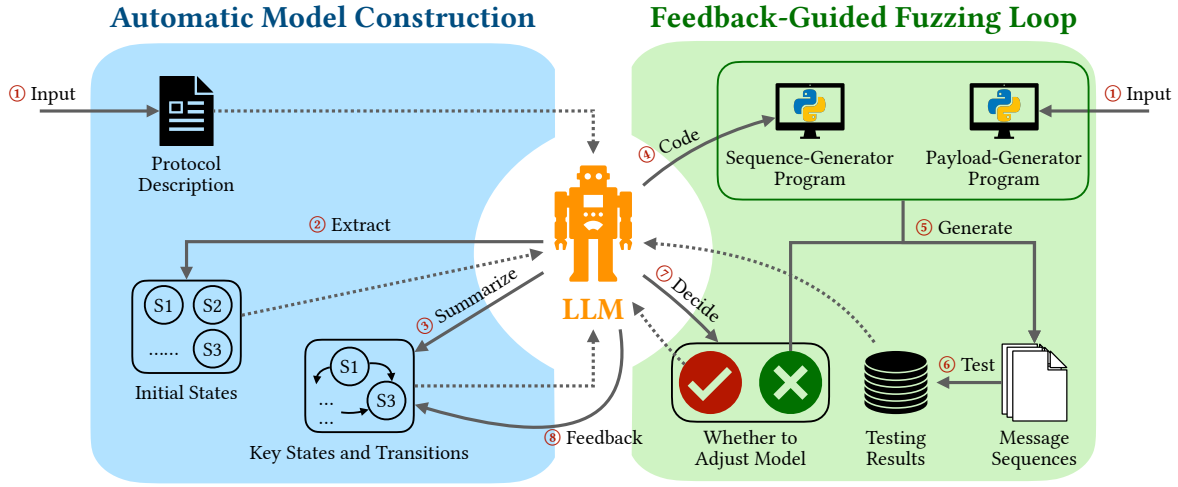 Automatic Model Construction
Feedback-Guided Fuzzing Loop
① Input
Protocol
Description
② Extract
S1
S2
......
S3
Initial States
③ Summarize
S1
...
S3
...
Key States and Transitions
LLM
④ Code
Sequence-Generator
Program
① Input
Payload-Generator
Program
⑤ Generate
⑥ Test
⑦ Decide
⑧ Feedback
Whether to
Adjust Model
Testing
Results
Message
Sequences